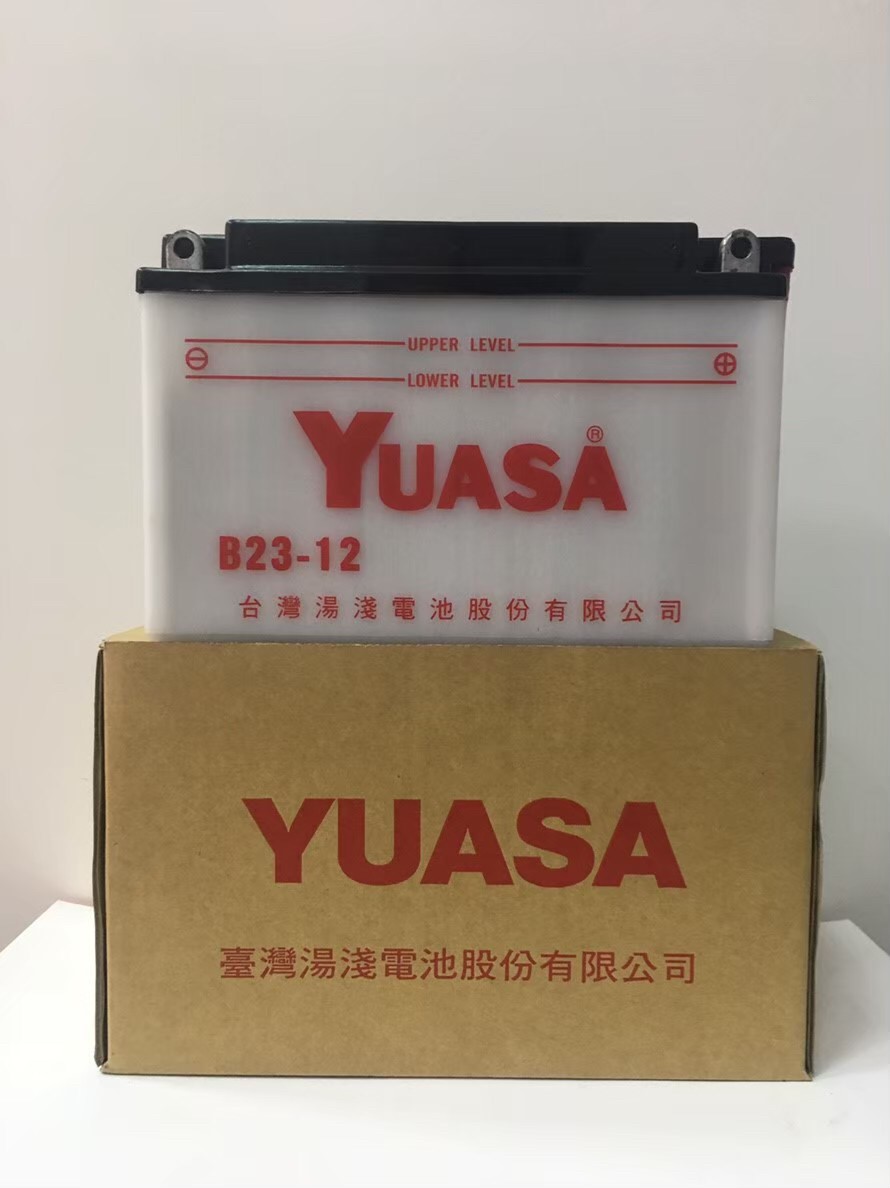 UPPER LEVEL
⊖ ⊕
LOWER LEVEL
YUASA®
B23-12
台灣湯淺電池股份有限公司
YUASA
臺灣湯淺電池股份有限公司